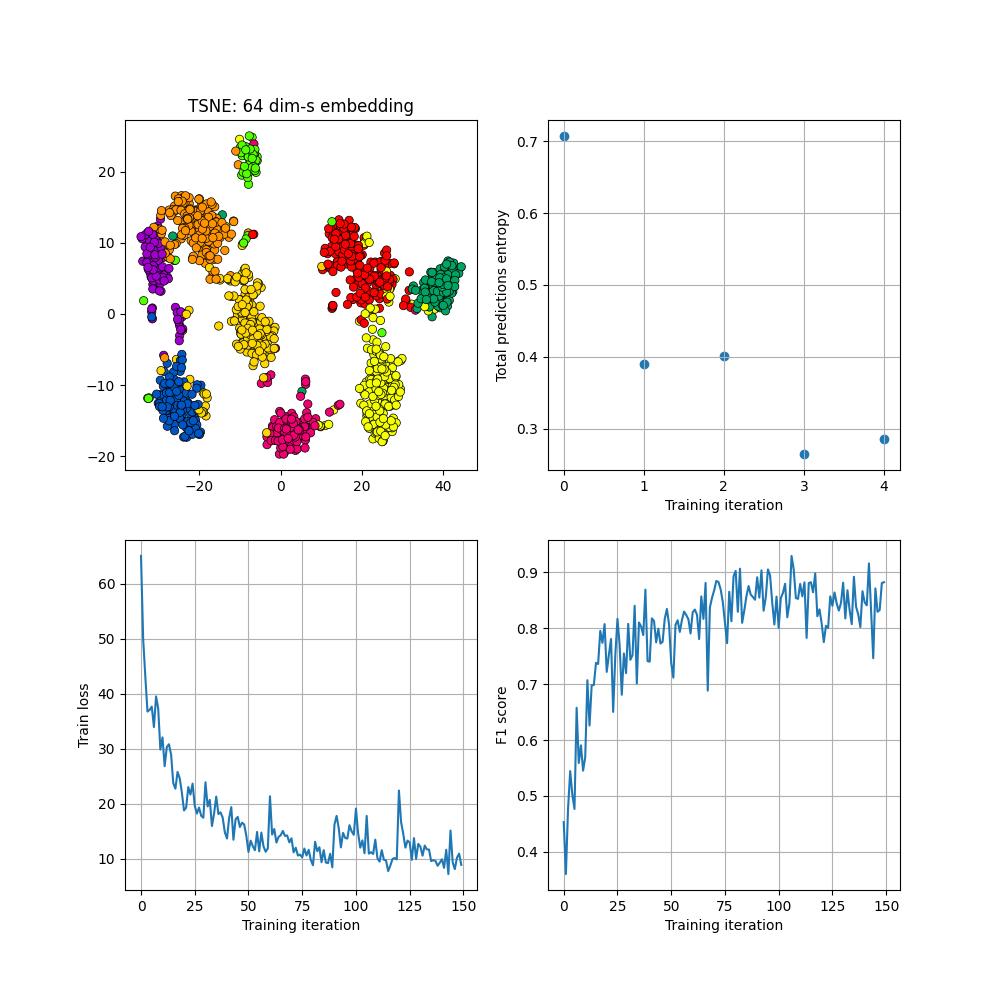 TSNE: 64 dim-s embedding
20
10
0
−10
−20
−20 0 20 40
Total predictions entropy
0.7
0.6
0.5
0.4
0.3
0 1 2 3 4
Training iteration
Train loss
60
50
40
30
20
10
0 25 50 75 100 125 150
Training iteration
F1 score
0.9
0.8
0.7
0.6
0.5
0.4
0 25 50 75 100 125 150
Training iteration